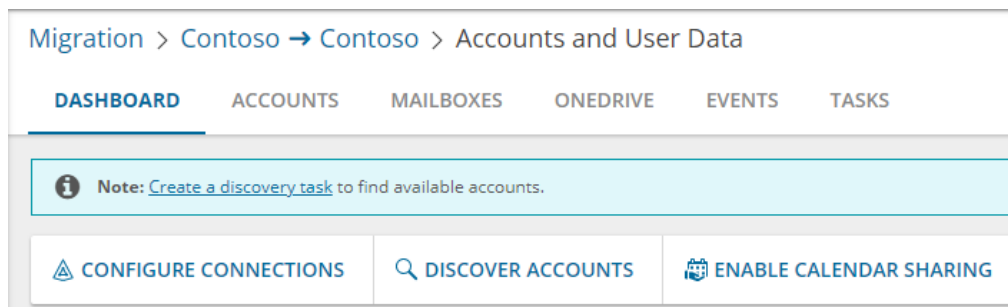 Migration > Contoso → Contoso > Accounts and User Data
DASHBOARD ACCOUNTS MAILBOXES ONEDRIVE EVENTS TASKS
Note: Create a discovery task to find available accounts.
CONFIGURE CONNECTIONS DISCOVER ACCOUNTS ENABLE CALENDAR SHARING